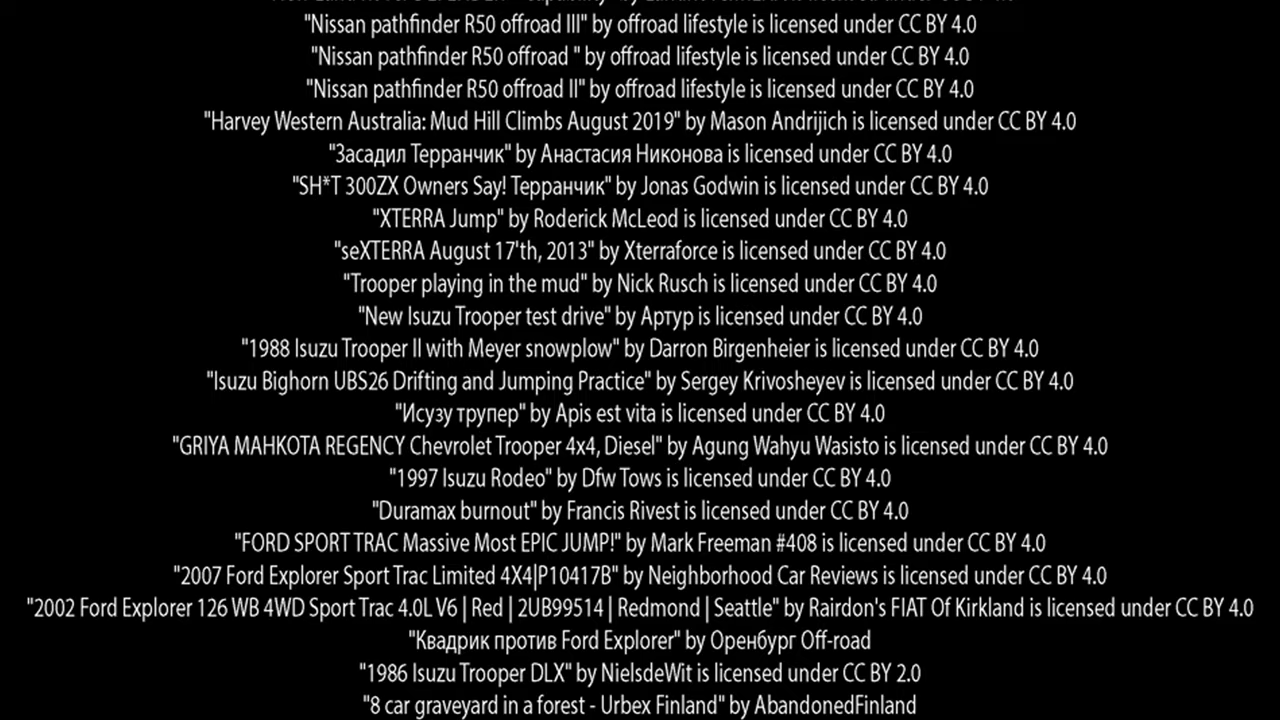 "Nissan pathfinder R50 offroad III" by offroad lifestyle is licensed under CC BY 4.0
"Nissan pathfinder R50 offroad " by offroad lifestyle is licensed under CC BY 4.0
"Nissan pathfinder R50 offroad II" by offroad lifestyle is licensed under CC BY 4.0
"Harvey Western Australia: Mud Hill Climbs August 2019" by Mason Andrijich is licensed under CC BY 4.0
"Засадил Терранчик" by Анастасия Никонова is licensed under CC BY 4.0
"SH*T 300ZX Owners Say! Терранчик" by Jonas Godwin is licensed under CC BY 4.0
"XTERRA Jump" by Roderick McLeod is licensed under CC BY 4.0
"seXTERRA August 17'th, 2013" by Xterraforce is licensed under CC BY 4.0
"Trooper playing in the mud" by Nick Rusch is licensed under CC BY 4.0
"New Isuzu Trooper test drive" by Артур is licensed under CC BY 4.0
"1988 Isuzu Trooper II with Meyer snowplow" by Darron Birgenheier is licensed under CC BY 4.0
"Isuzu Bighorn UBS26 Drifting and Jumping Practice" by Sergey Krivosheyev is licensed under CC BY 4.0
"Исузу трупер" by Apis est vita is licensed under CC BY 4.0
"GRIYA MAHKOTA REGENCY Chevrolet Trooper 4x4, Diesel" by Agung Wahyu Wasisto is licensed under CC BY 4.0
"1997 Isuzu Rodeo" by Dfw Tows is licensed under CC BY 4.0
"Duramax burnout" by Francis Rivest is licensed under CC BY 4.0
"FORD SPORT TRAC Massive Most EPIC JUMP!" by Mark Freeman #408 is licensed under CC BY 4.0
"2007 Ford Explorer Sport Trac Limited 4X4|P10417B" by Neighborhood Car Reviews is licensed under CC BY 4.0
"2002 Ford Explorer 126 WB 4WD Sport Trac 4.0L V6 | Red | 2UB99514 | Redmond | Seattle" by Rairdon's FIAT Of Kirkland is licensed under CC BY 4.0
"Квадрик против Ford Explorer" by Оренбург Off-road
"1986 Isuzu Trooper DLX" by NielsdeWit is licensed under CC BY 2.0
"8 car graveyard in a forest - Urbex Finland" by AbandonedFinland